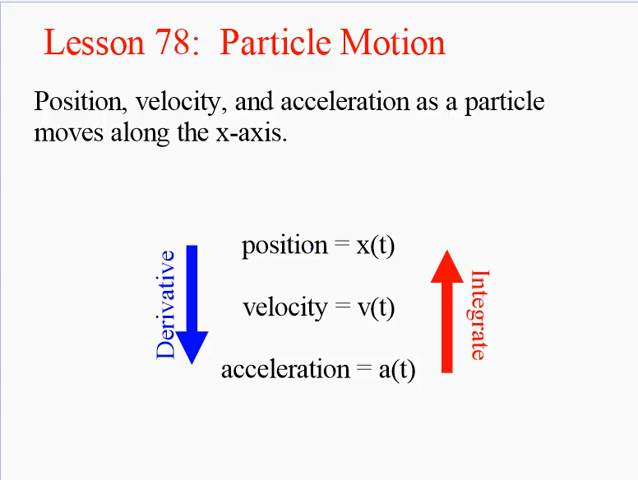 Lesson 78: Particle Motion
Position, velocity, and acceleration as a particle
moves along the x-axis.
Derivative
position = x(t)
velocity = v(t)
acceleration = a(t)
Integrate